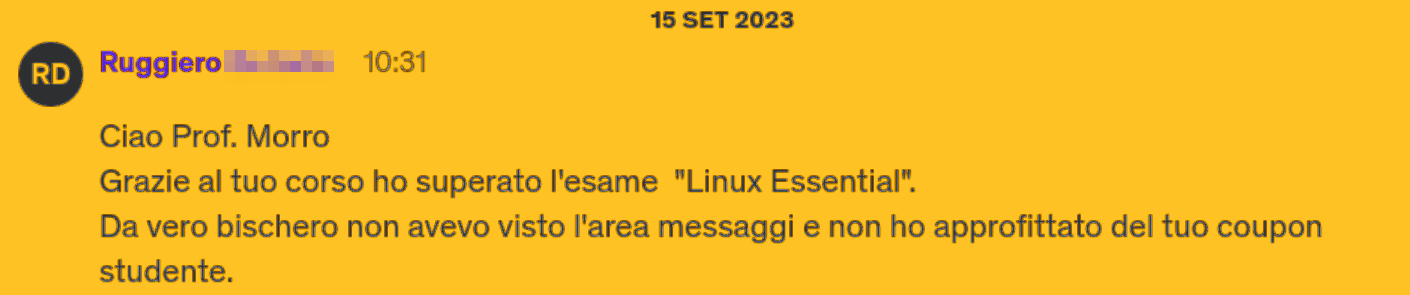 15 SET 2023
RD
Ruggiero 10:31
Ciao Prof. Morro
Grazie al tuo corso ho superato l'esame  "Linux Essential".
Da vero bischero non avevo visto l'area messaggi e non ho approfittato del tuo coupon
studente.